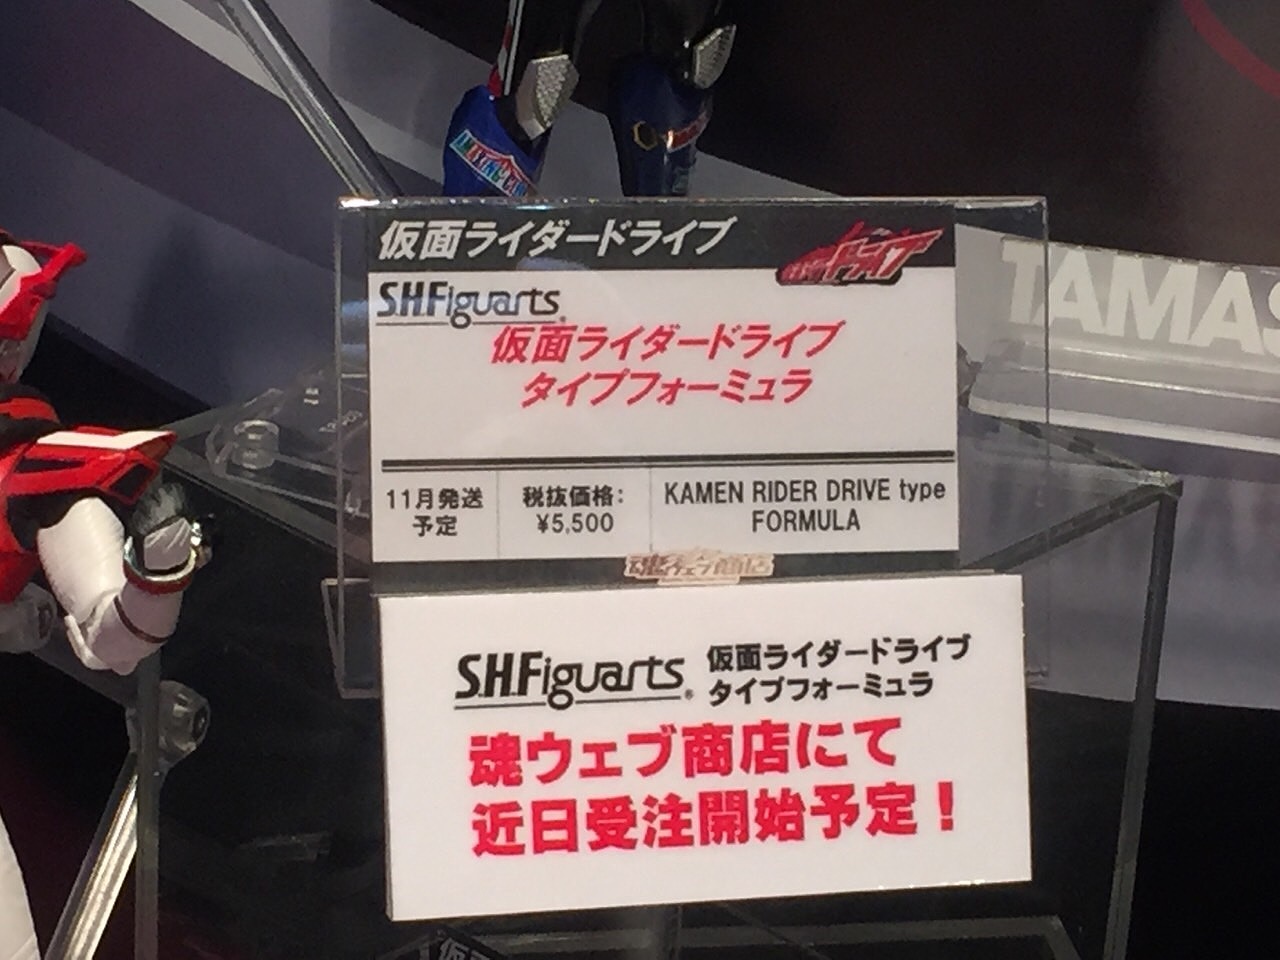 AMAZING
仮面ライダードライブ
ドライブ
S.H.Figuarts
仮面ライダードライブ
タイプフォーミュラ
11月発送
予定
税抜価格:
¥5,500
KAMEN RIDER DRIVE type
FORMULA
魂ウェブ商店
S.H.Figuarts
仮面ライダードライブ
タイプフォーミュラ
魂ウェブ商店にて
近日受注開始予定!
TAMAS
仮面